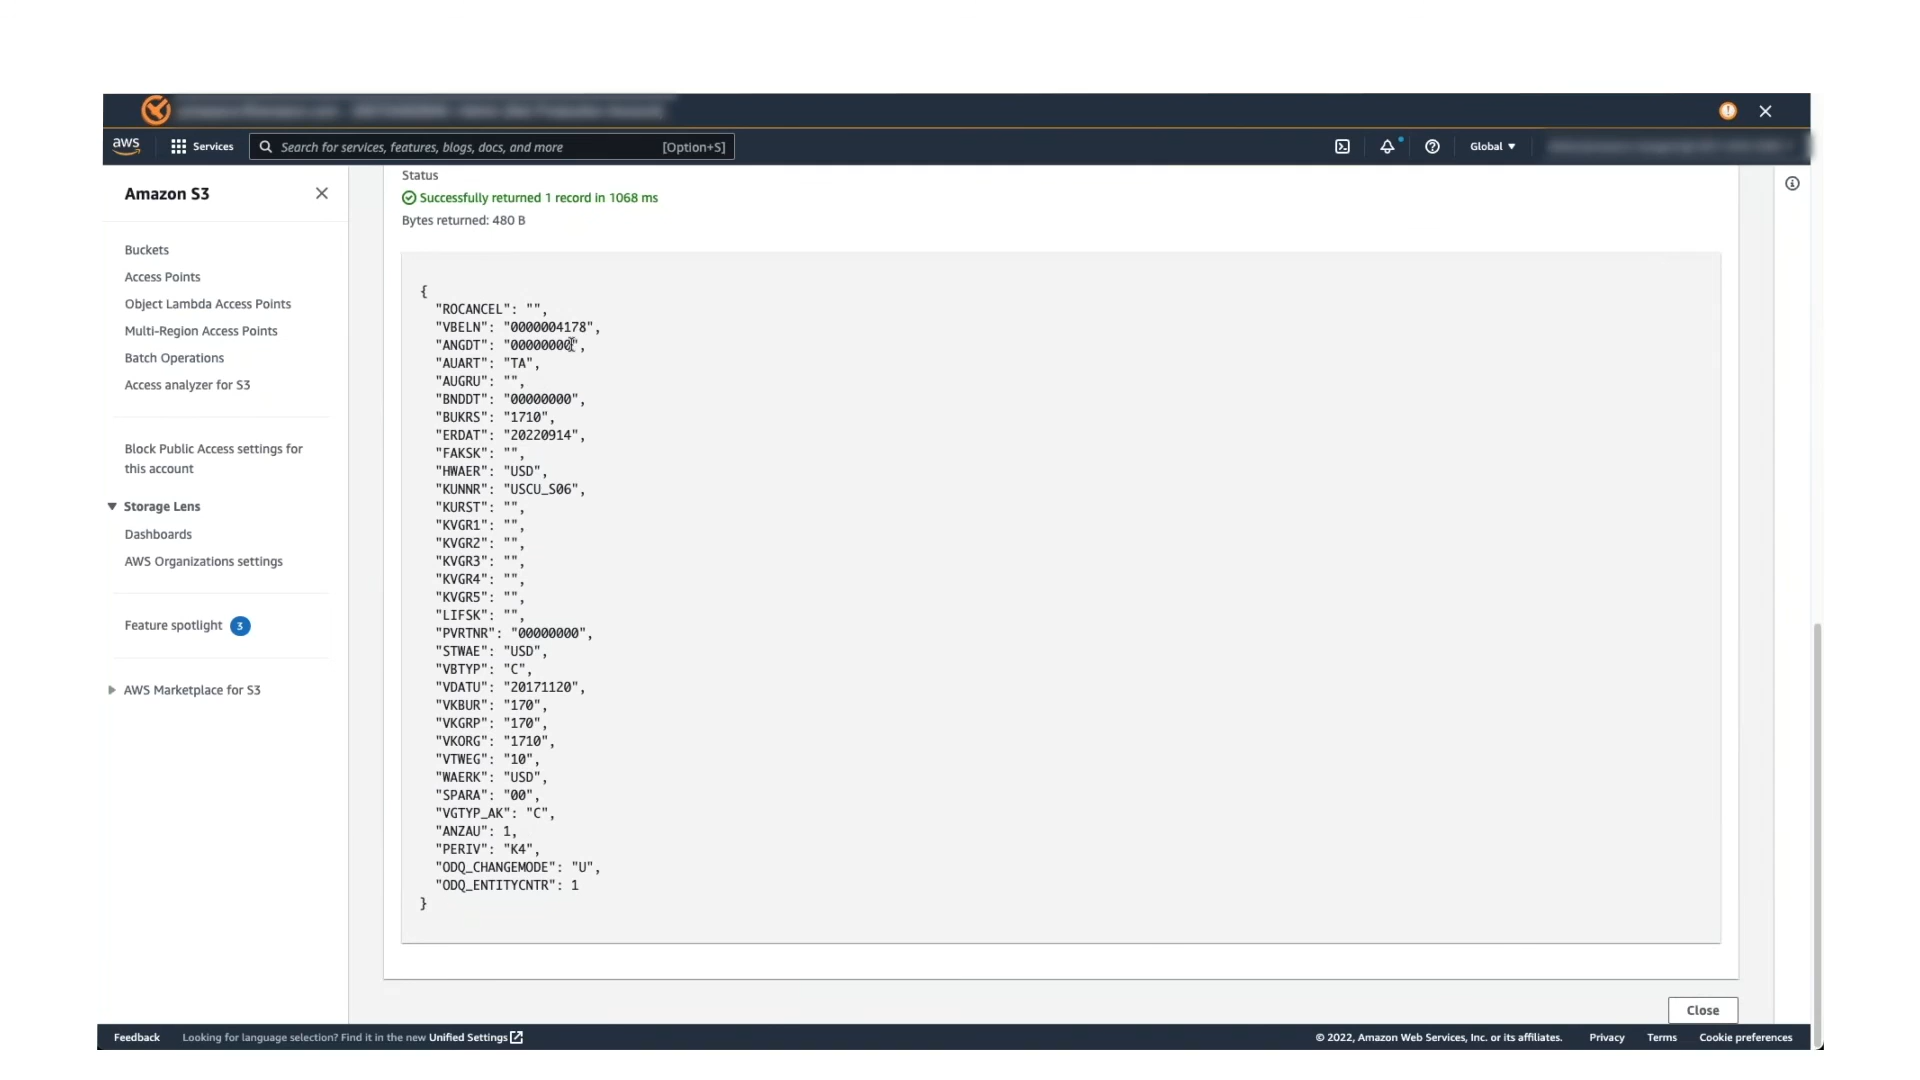 aws
Services
Search for services, features, blogs, docs, and more
[Option+S]
Global
Amazon S3
Buckets
Access Points
Object Lambda Access Points
Multi-Region Access Points
Batch Operations
Access analyzer for S3
Block Public Access settings for
this account
Storage Lens
Dashboards
AWS Organizations settings
Feature spotlight 3
AWS Marketplace for S3
Status
Successfully returned 1 record in 1068 ms
Bytes returned: 480 B
{
"ROCANCEL": "",
"VBELN": "0000004178",
"ANGDT": "00000000",
"AUART": "TA",
"AUGRU": "",
"BNDDT": "00000000",
"BUKRS": "1710",
"ERDAT": "20220914",
"FAKSK": "",
"HWAER": "USD",
"KUNNR": "USCU_S06",
"KURST": "",
"KVGR1": "",
"KVGR2": "",
"KVGR3": "",
"KVGR4": "",
"KVGR5": "",
"LIFSK": "",
"PVRTNR": "00000000",
"STWAE": "USD",
"VBTYP": "C",
"VDATU": "20171120",
"VKBUR": "170",
"VKGRP": "170",
"VKORG": "1710",
"VTWEG": "10",
"WAERK": "USD",
"SPARA": "00",
"VGTYP_AK": "C",
"ANZAU": 1,
"PERIV": "K4",
"ODQ_CHANGEMODE": "U",
"ODQ_ENTITYCNTR": 1
}
Close
Feedback
Looking for language selection? Find it in the new Unified Settings
© 2022, Amazon Web Services, Inc. or its affiliates.
Privacy
Terms
Cookie preferences